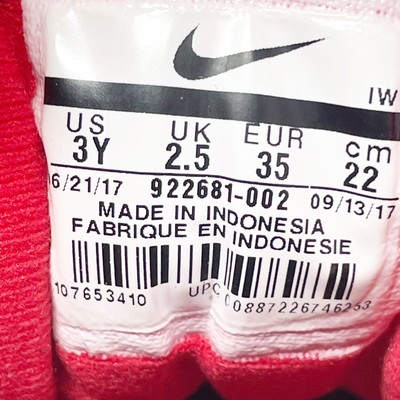 IW
US UK EUR cm
3Y 2.5 35 22
6/21/17 922681-002 09/13/17
MADE IN INDONESIA
FABRIQUE EN INDONESIE
107653410 UPC 00887226746253